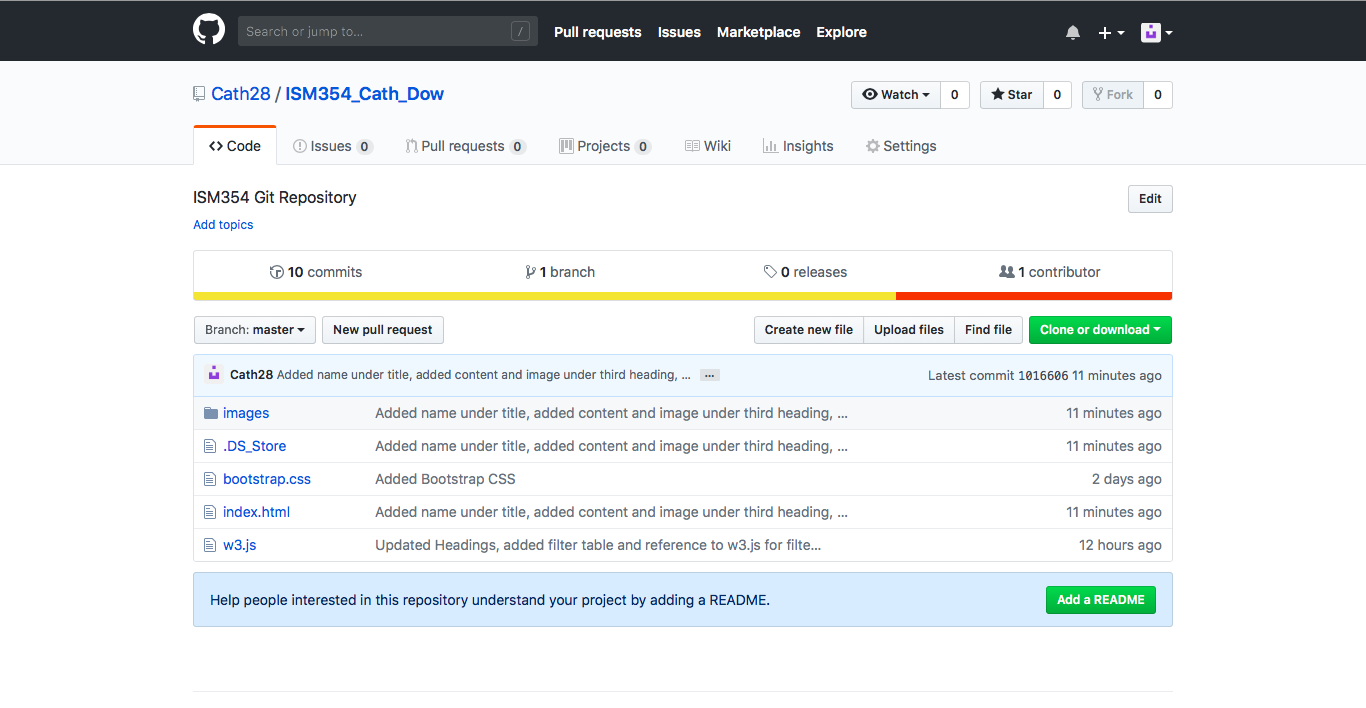 Search or jump to... / Pull requests Issues Marketplace Explore
Cath28 / ISM354_Cath_Dow Watch 0 Star 0 Fork 0
Code Issues 0 Pull requests 0 Projects 0 Wiki Insights Settings
ISM354 Git Repository Edit
Add topics
10 commits 1 branch 0 releases 1 contributor
Branch: master New pull request Create new file Upload files Find file Clone or download
Cath28 Added name under title, added content and image under third heading, ... ... Latest commit 1016606 11 minutes ago
images Added name under title, added content and image under third heading, ... 11 minutes ago
.DS_Store Added name under title, added content and image under third heading, ... 11 minutes ago
bootstrap.css Added Bootstrap CSS 2 days ago
index.html Added name under title, added content and image under third heading, ... 11 minutes ago
w3.js Updated Headings, added filter table and reference to w3.js for filte... 12 hours ago
Help people interested in this repository understand your project by adding a README. Add a README